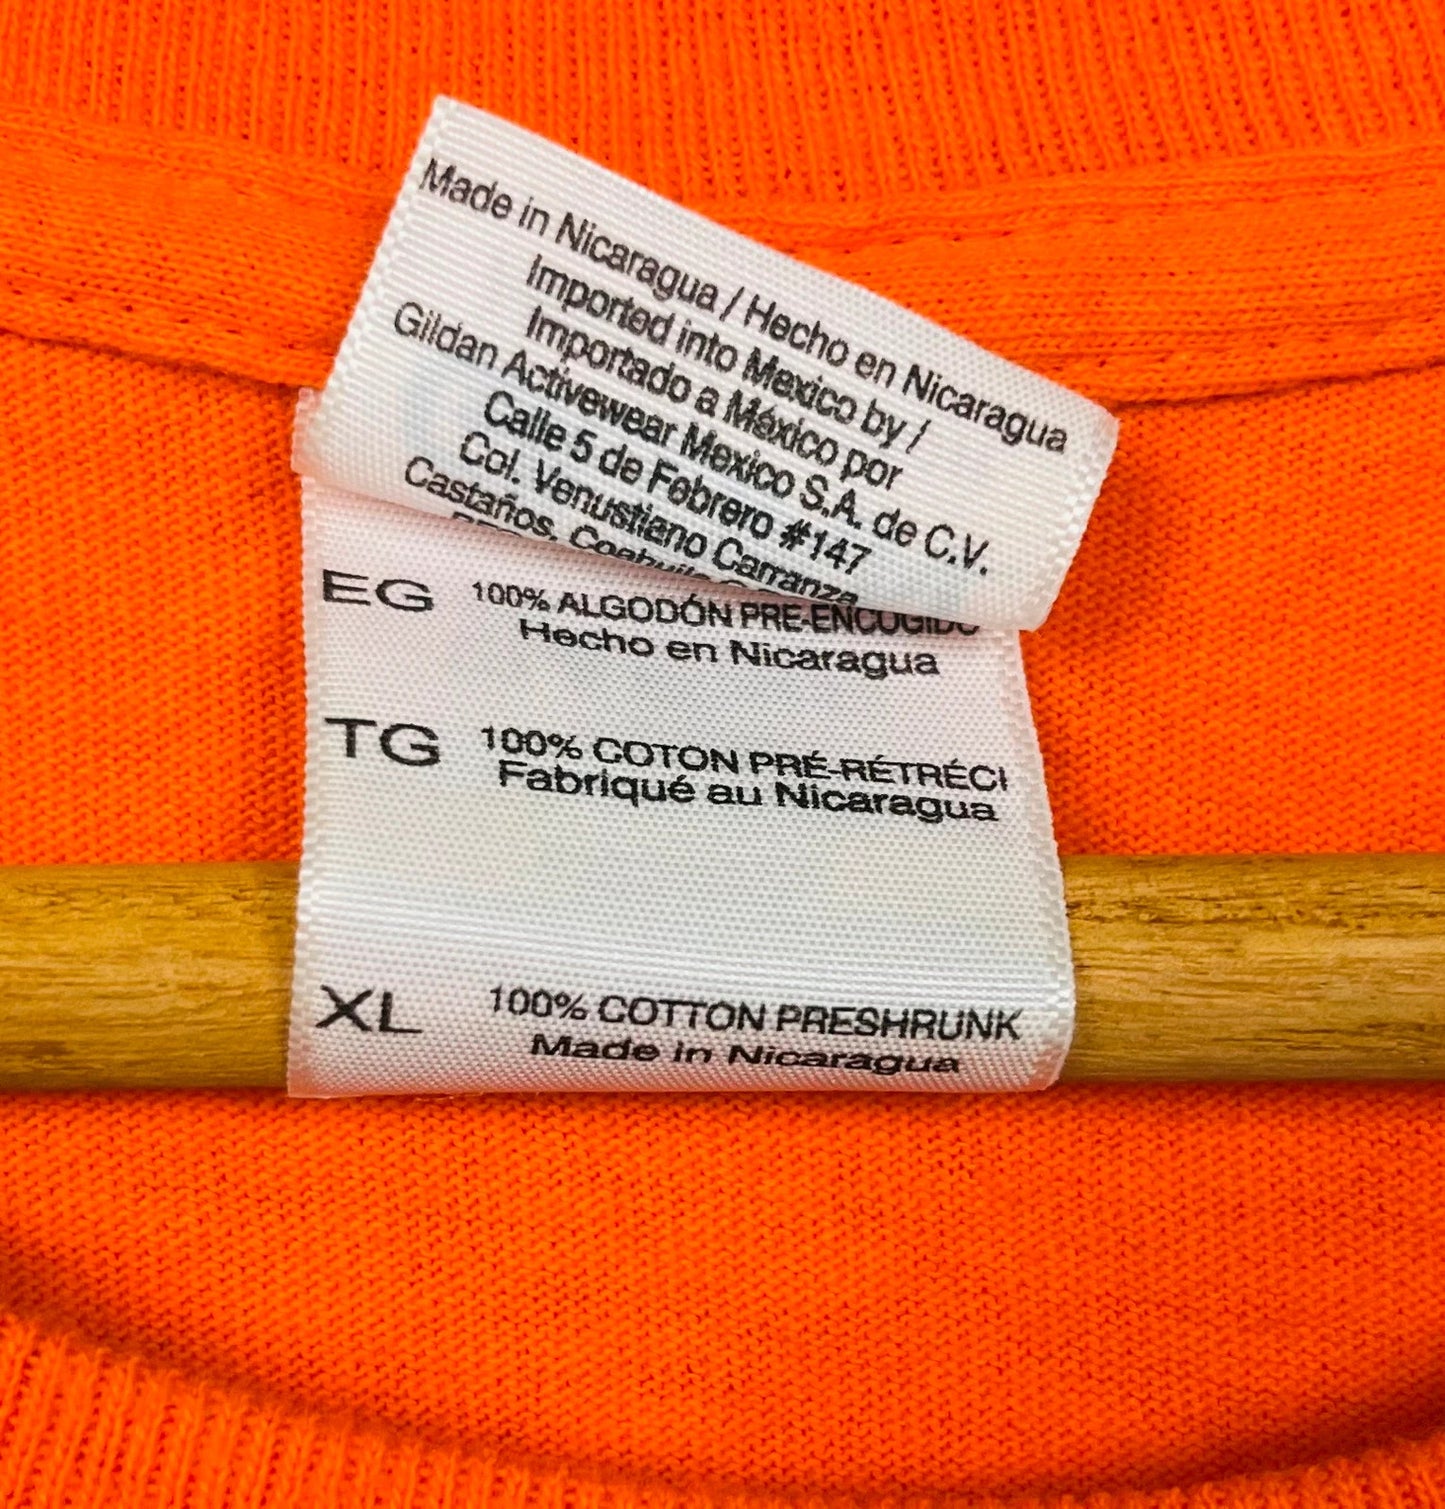 Made in Nicaragua / Hecho en Nicaragua
Imported into Mexico by /
Importado a México por
Gildan Activewear Mexico S.A. de C.V.
Calle 5 de Febrero #147
Col. Venustiano Carranza
Castaños, Coahuila
EG 100% ALGODÓN PRE-ENCOGIDO
Hecho en Nicaragua
TG 100% COTON PRÉ-RÉTRÉCI
Fabriqué au Nicaragua
XL 100% COTTON PRESHRUNK
Made in Nicaragua